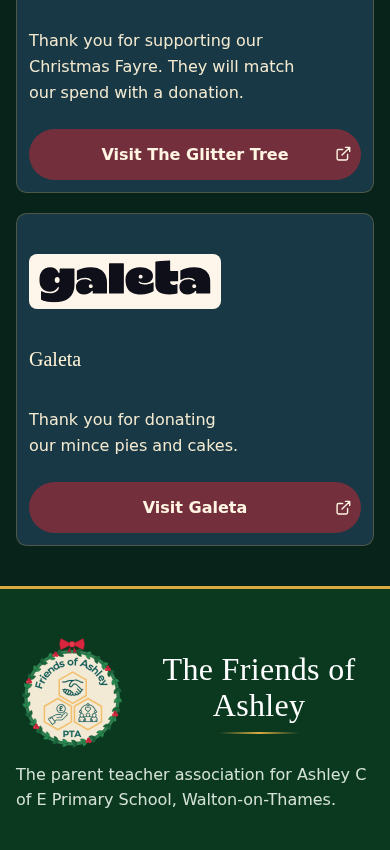 Thank you for supporting our
Christmas Fayre. They will match
our spend with a donation.
Visit The Glitter Tree
galeta
Galeta
Thank you for donating
our mince pies and cakes.
Visit Galeta
Friends of Ashley
£
PTA
The Friends of
Ashley
The parent teacher association for Ashley C
of E Primary School, Walton-on-Thames.